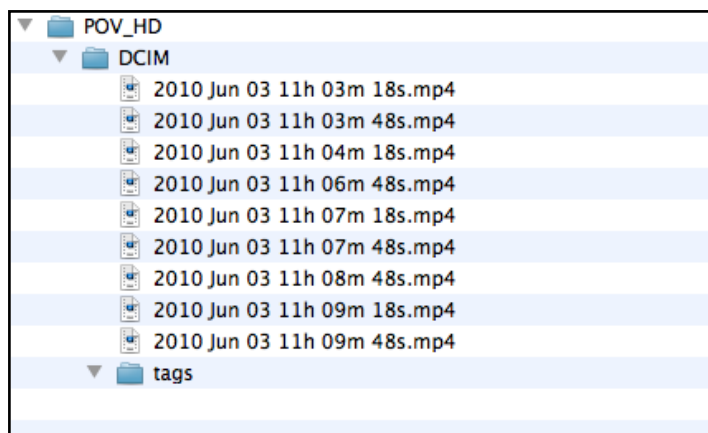 POV_HD
DCIM
2010 Jun 03 11h 03m 18s.mp4
2010 Jun 03 11h 03m 48s.mp4
2010 Jun 03 11h 04m 18s.mp4
2010 Jun 03 11h 06m 48s.mp4
2010 Jun 03 11h 07m 18s.mp4
2010 Jun 03 11h 07m 48s.mp4
2010 Jun 03 11h 08m 48s.mp4
2010 Jun 03 11h 09m 18s.mp4
2010 Jun 03 11h 09m 48s.mp4
tags